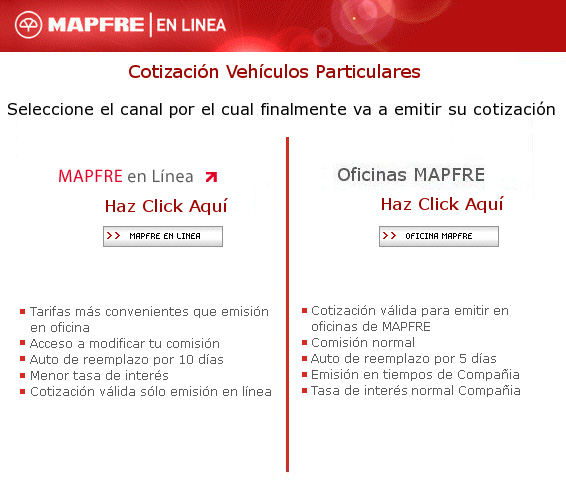 MAPFRE | EN LINEA
Cotización Vehículos Particulares
Seleccione el canal por el cual finalmente va a emitir su cotización
MAPFRE en Línea
Haz Click Aquí
>> MAPFRE EN LINEA
Tarifas más convenientes que emisión
en oficina
Acceso a modificar tu comisión
Auto de reemplazo por 10 días
Menor tasa de interés
Cotización válida sólo emisión en línea
Oficinas MAPFRE
Haz Click Aquí
>> OFICINA MAPFRE
Cotización válida para emitir en
oficinas de MAPFRE
Comisión normal
Auto de reemplazo por 5 días
Emisión en tiempos de Compañia
Tasa de interés normal Compañia